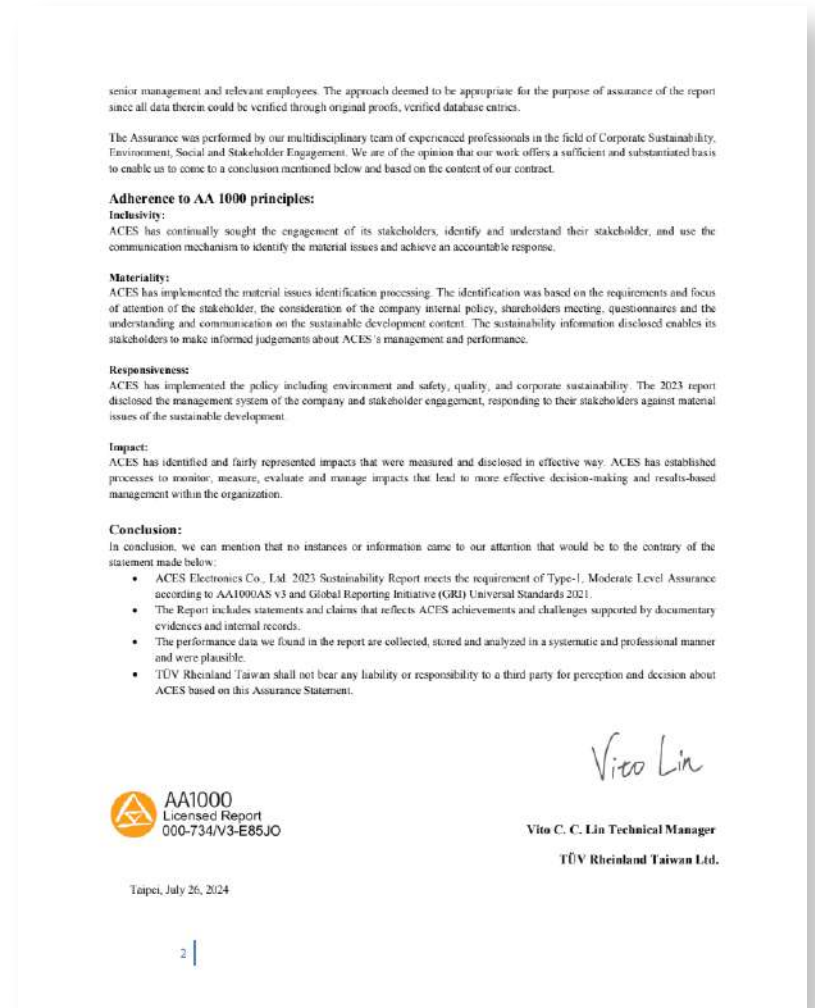 senior management and relevant employees. The approach deemed to be appropriate for the purpose of assurance of the report
since all data therein could be verified through original proofs, verified database entries.
The Assurance was performed by our multidisciplinary team of experienced professionals in the field of Corporate Sustainability,
Environment, Social and Stakeholder Engagement. We are of the opinion that our work offers a sufficient and substantiated basis
to enable us to come to a conclusion mentioned below and based on the content of our contract.
Adherence to AA 1000 principles:
Inclusivity:
ACES has continually sought the engagement of its stakeholders, identify and understand their stakeholder, and use the
communication mechanism to identify the material issues and achieve an accountable response.
Materiality:
ACES has implemented the material issues identification processing. The identification was based on the requirements and focus
of attention of the stakeholder, the consideration of the company internal policy, shareholders meeting, questionnaires and the
understanding and communication on the sustainable development content. The sustainability information disclosed enables its
stakeholders to make informed judgements about ACES's management and performance.
Responsiveness:
ACES has implemented the policy including environment and safety, quality, and corporate sustainability. The 2023 report
disclosed the management system of the company and stakeholder engagement, responding to their stakeholders against material
issues of the sustainable development.
Impact:
ACES has identified and fairly represented impacts that were measured and disclosed in effective way. ACES has established
processes to monitor, measure, evaluate and manage impacts that lead to more effective decision-making and results-based
management within the organization.
Conclusion:
In conclusion, we can mention that no instances or information came to our attention that would be to the contrary of the
statement made below:
• ACES Electronics Co., Ltd. 2023 Sustainability Report meets the requirement of Type-1, Moderate Level Assurance
according to AA1000AS v3 and Global Reporting Initiative (GRI) Universal Standards 2021.
• The Report includes statements and claims that reflects ACES achievements and challenges supported by documentary
evidences and internal records.
• The performance data we found in the report are collected, stored and analyzed in a systematic and professional manner
and were plausible.
• TÜV Rheinland Taiwan shall not bear any liability or responsibility to a third party for perception and decision about
ACES based on this Assurance Statement.
Vito Lin
AA1000
Licensed Report
000-734/V3-E85JO
Vito C. C. Lin Technical Manager
TÜV Rheinland Taiwan Ltd.
Taipei, July 26, 2024
2